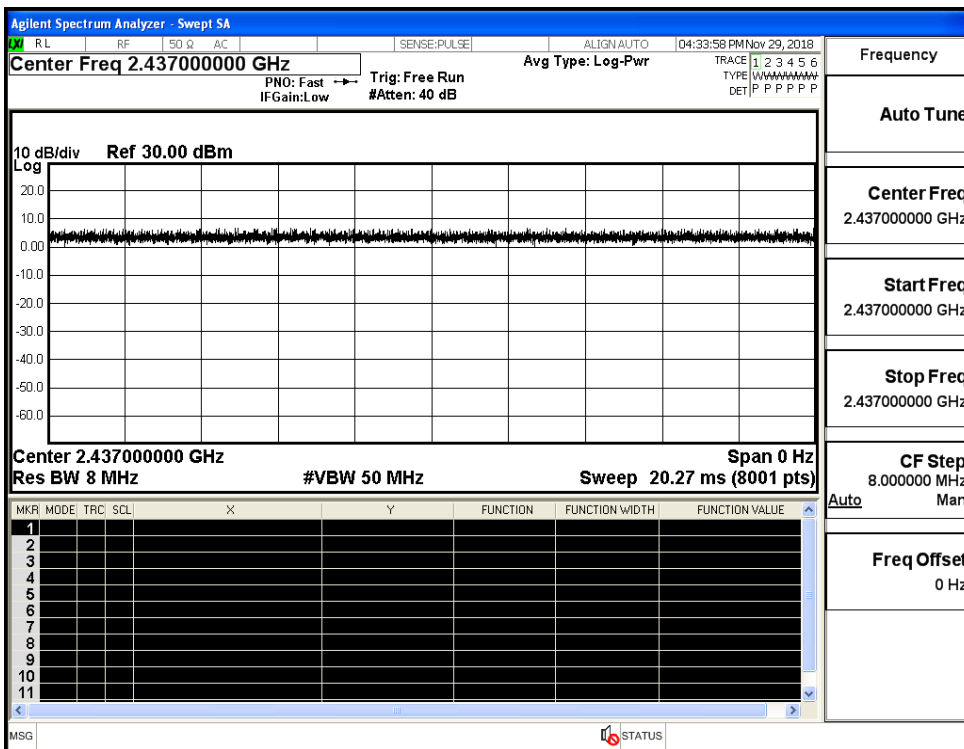 Agilent Spectrum Analyzer - Swept SA
LXI RL RF 50 Ω AC SENSE:PULSE ALIGN AUTO 04:33:58 PM Nov 29, 2018
Center Freq 2.437000000 GHz
PNO: Fast
IFGain:Low
Trig: Free Run
#Atten: 40 dB
Avg Type: Log-Pwr
TRACE 1 2 3 4 5 6
TYPE WWWWWW
DET P P P P P P
10 dB/div Ref 30.00 dBm
Log
20.0
10.0
0.00
-10.0
-20.0
-30.0
-40.0
-50.0
-60.0
Center 2.437000000 GHz Span 0 Hz
Res BW 8 MHz #VBW 50 MHz Sweep 20.27 ms (8001 pts)
MKR MODE TRC SCL X Y FUNCTION FUNCTION WIDTH FUNCTION VALUE
1
2
3
4
5
6
7
8
9
10
11
MSG STATUS
Frequency
Auto Tune
Center Freq
2.437000000 GHz
Start Freq
2.437000000 GHz
Stop Freq
2.437000000 GHz
CF Step
8.000000 MHz
Auto Man
Freq Offset
0 Hz